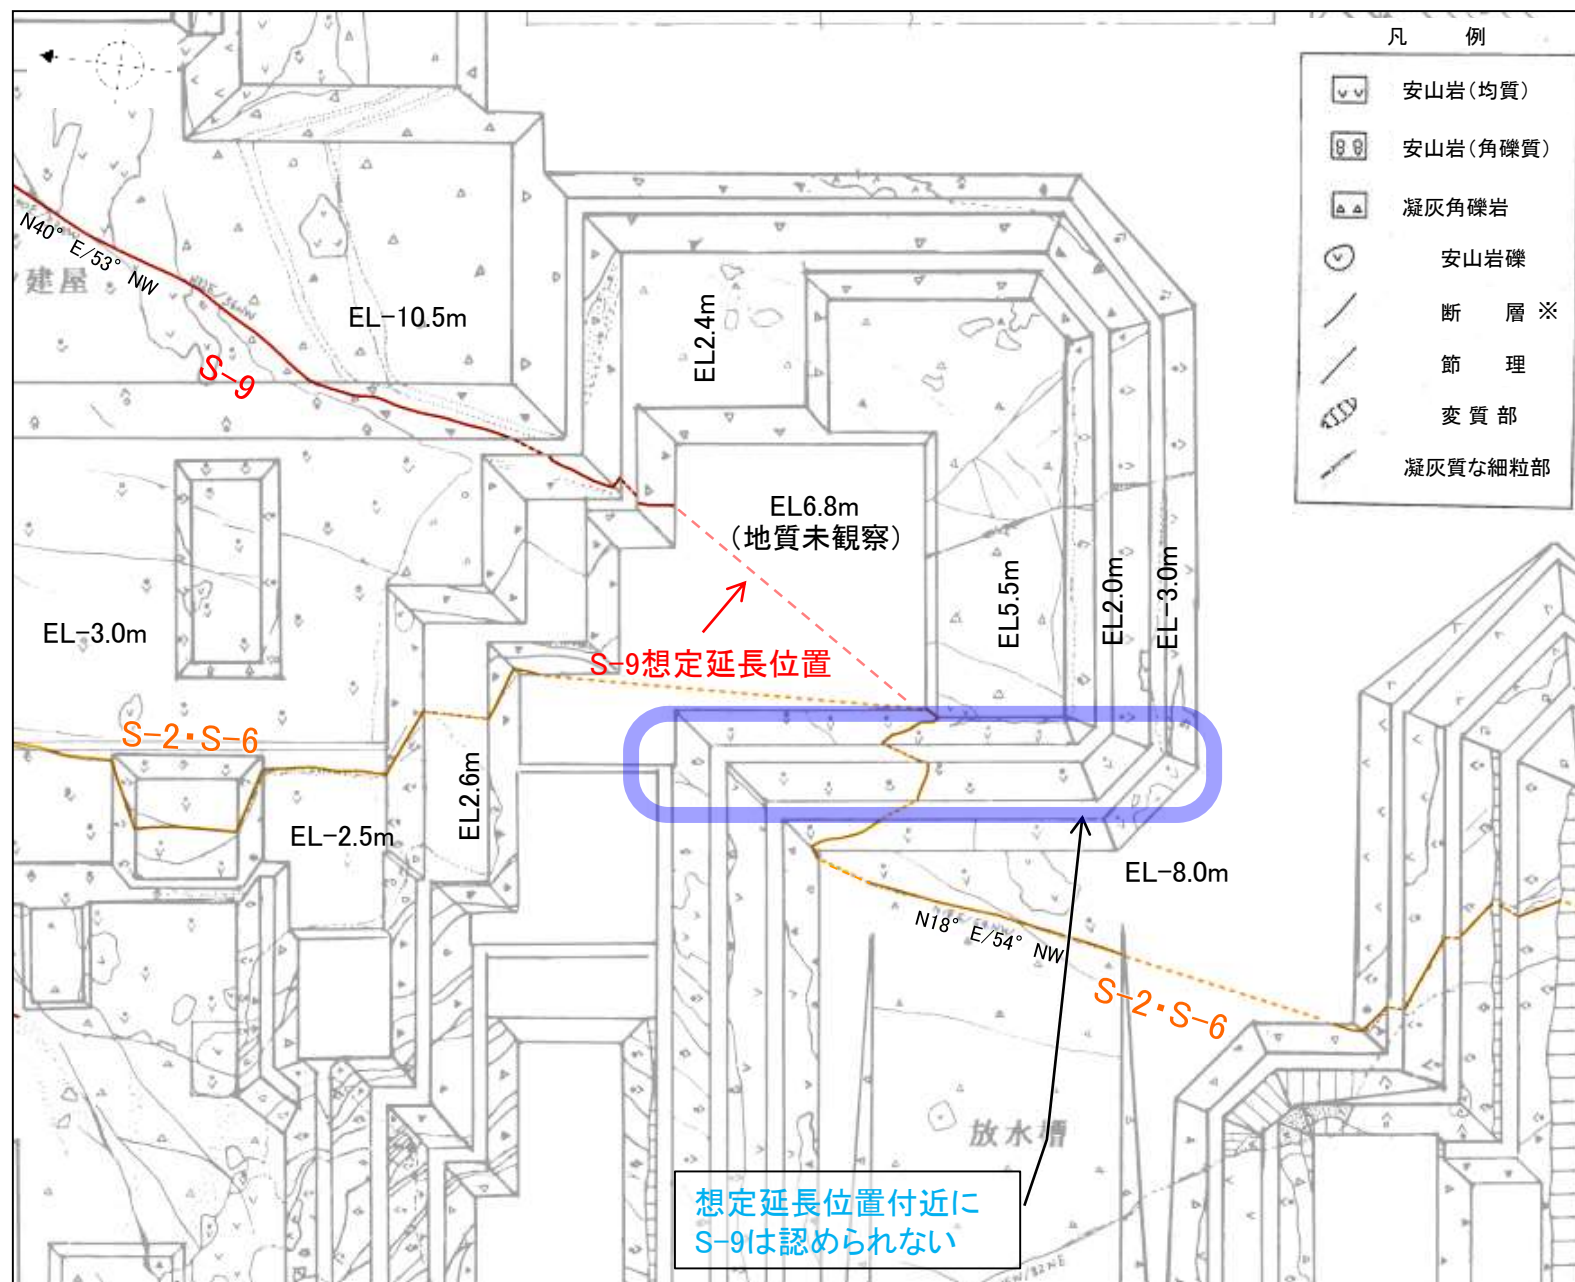 凡 例
安山岩(均質)
安山岩(角礫質)
凝灰角礫岩
安山岩礫
断 層 ※
節 理
変 質 部
凝灰質な細粒部
N40° E/53° NW
建屋
S-9
EL-10.5m
EL2.4m
EL6.8m
(地質未観察)
EL5.5m
EL2.0m
EL-3.0m
EL-3.0m
S-9想定延長位置
S-2・S-6
EL-2.5m
EL2.6m
EL-8.0m
N18° E/54° NW
S-2・S-6
放水槽
想定延長位置付近に
S-9は認められない